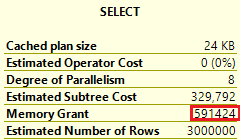 SELECT
Cached plan size 24 KB
Estimated Operator Cost 0 (0%)
Degree of Parallelism 8
Estimated Subtree Cost 329,792
Memory Grant 591424
Estimated Number of Rows 3000000